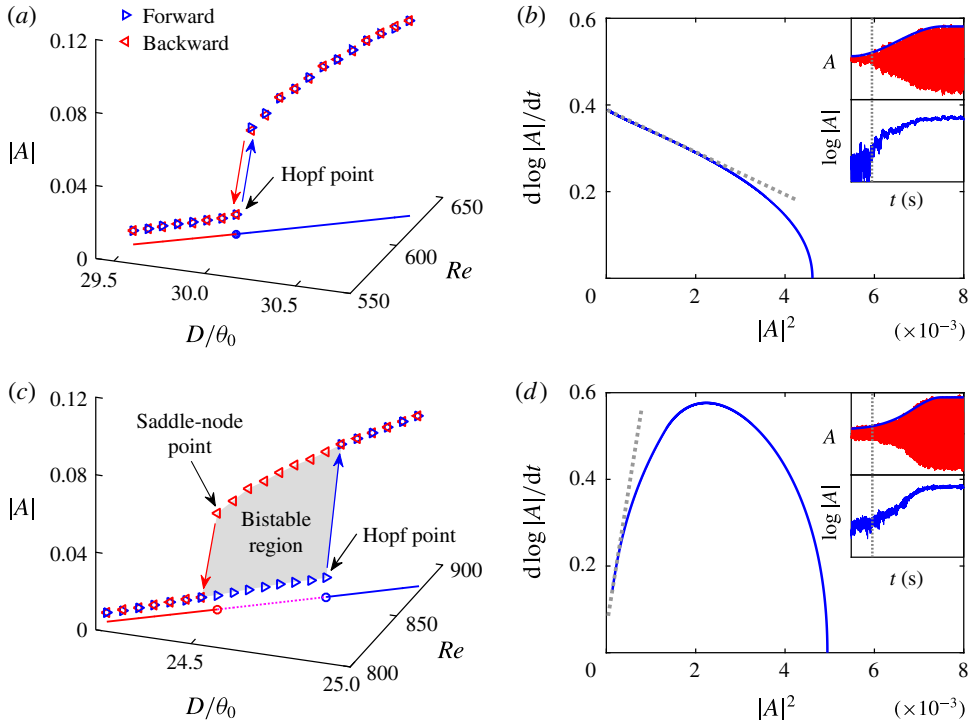 (a)
Forward
Backward
0.12
0.08
0.04
0
|A|
Hopf point
29.5
30.0
30.5
550
600
650
Re
D/θ0
(b)
0.6
0.4
0.2
0
2
4
6
8
d log |A|/dt
|A|²
(×10⁻³)
A
log |A|
t (s)
(c)
0.12
0.08
0.04
0
|A|
Saddle-node
point
Bistable
region
Hopf point
24.5
25.0
800
850
900
Re
D/θ0
(d)
0.6
0.4
0.2
0
2
4
6
8
d log |A|/dt
|A|²
(×10⁻³)
A
log |A|
t (s)